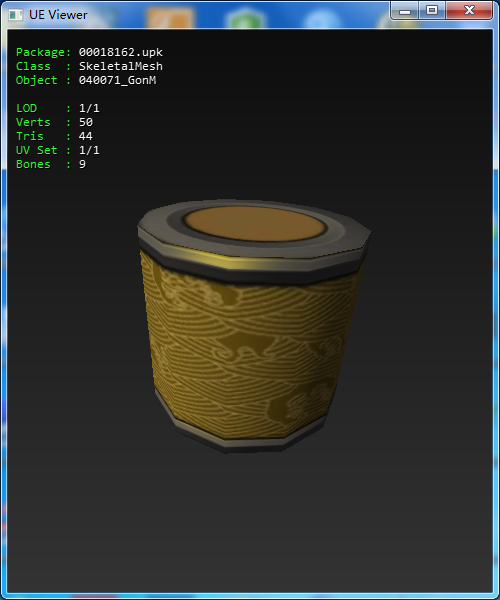 UE Viewer
Package: 00018162.upk
Class : SkeletalMesh
Object : 040071_GonM
LOD : 1/1
Verts : 50
Tris : 44
UV Set : 1/1
Bones : 9